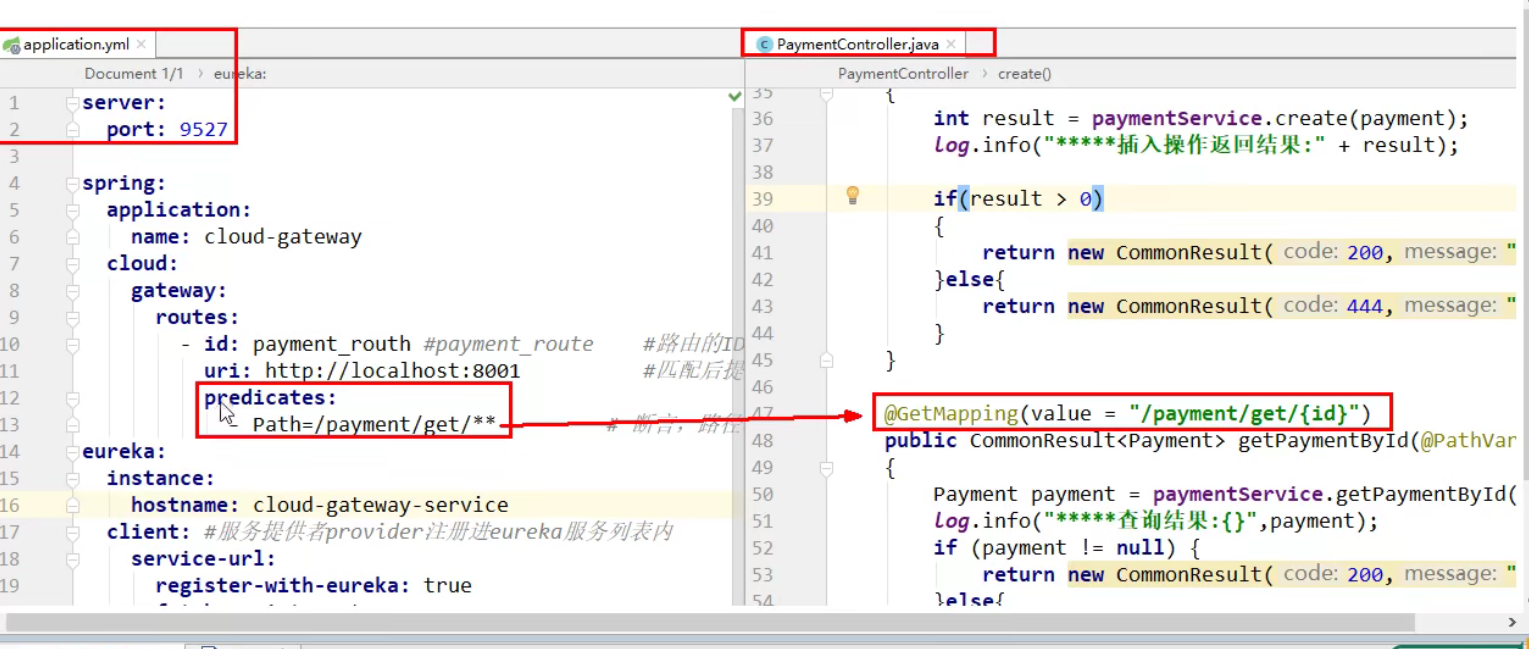 application.yml
Document 1/1 › eureka:
1 server:
2 port: 9527
3
4 spring:
5 application:
6 name: cloud-gateway
7 cloud:
8 gateway:
9 routes:
10 - id: payment_routh #payment_route #路由的ID
11 uri: http://localhost:8001 #匹配后提
12 predicates:
13 - Path=/payment/get/** # 断言，路径
14 eureka:
15 instance:
16 hostname: cloud-gateway-service
17 client: #服务提供者provider注册进eureka服务列表内
18 service-url:
19 register-with-eureka: true
PaymentController.java
PaymentController › create()
35 {
36 int result = paymentService.create(payment);
37 log.info("*****插入操作返回结果:" + result);
38
39 if(result > 0)
40 {
41 return new CommonResult( code: 200, message: "
42 }else{
43 return new CommonResult( code: 444, message: "
44 }
45 }
46
47 @GetMapping(value = "/payment/get/{id}")
48 public CommonResult<Payment> getPaymentById(@PathVar
49 {
50 Payment payment = paymentService.getPaymentById(
51 log.info("*****查询结果:{}",payment);
52 if (payment != null) {
53 return new CommonResult( code: 200, message: "
54 }else{